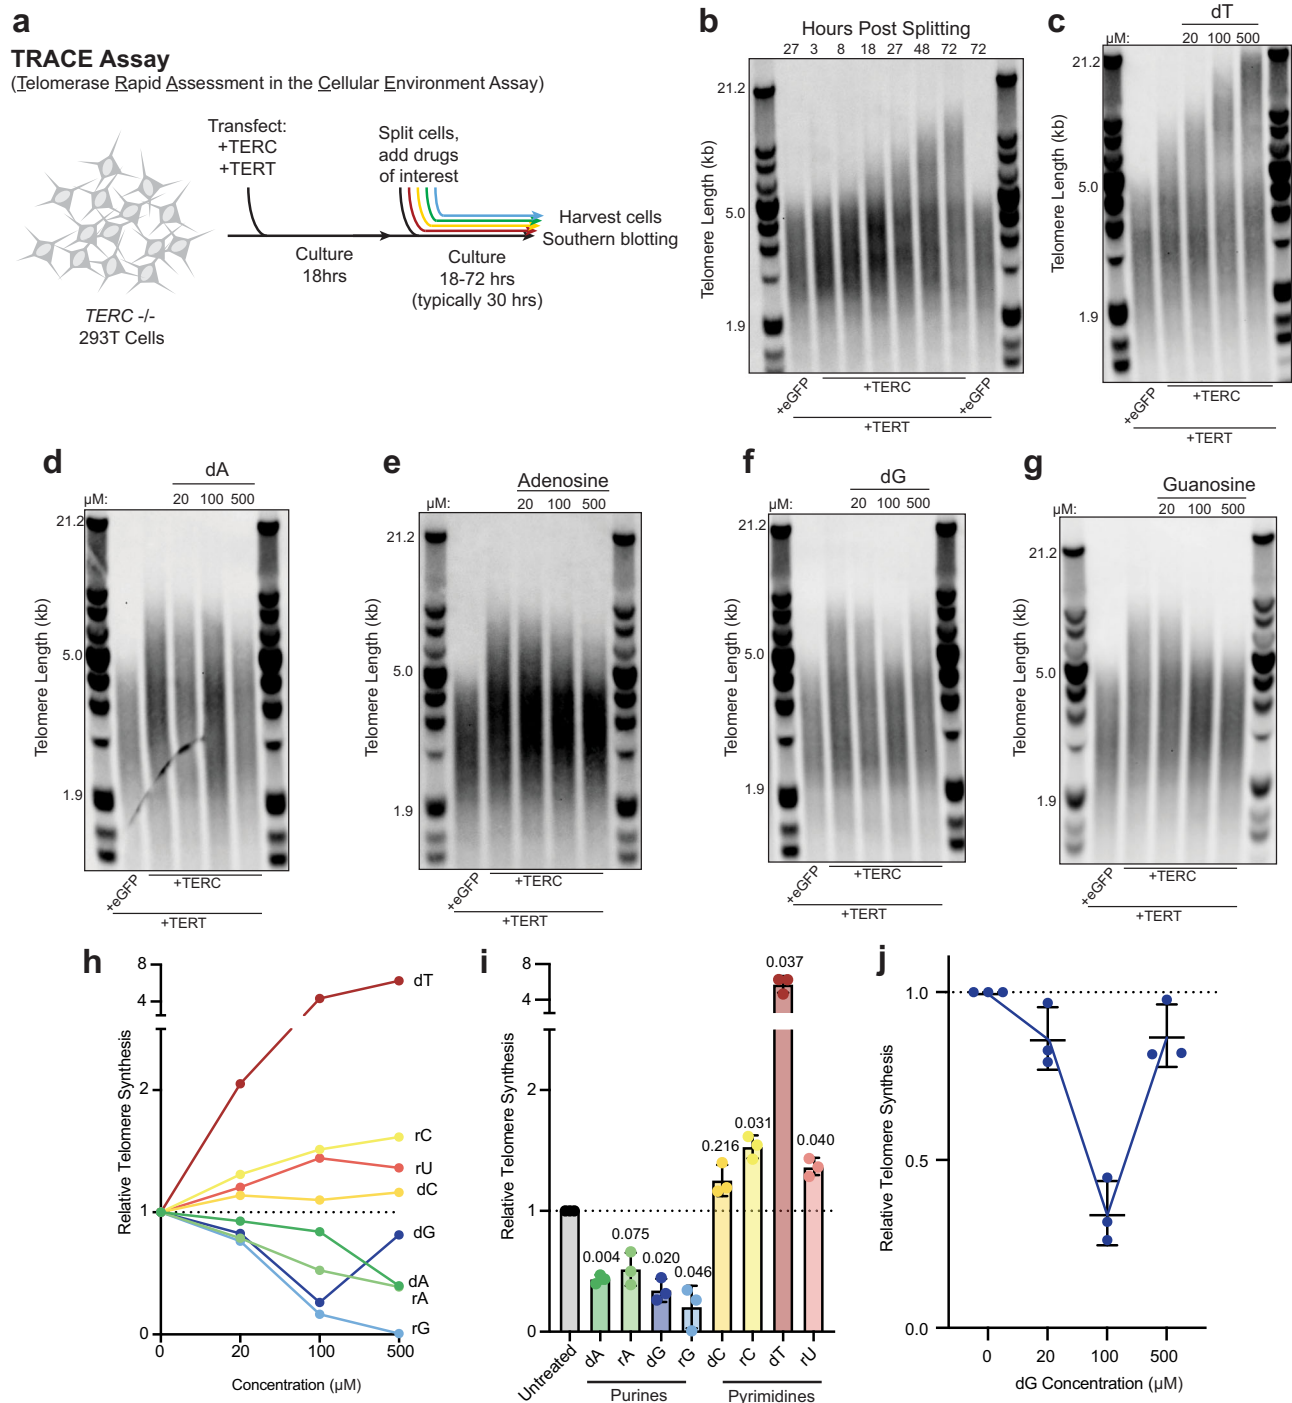 a
TRACE Assay
(Telomerase Rapid Assessment in the Cellular Environment Assay)
Transfect:
+TERC
+TERT
Split cells,
add drugs
of interest
Harvest cells
Southern blotting
Culture
18hrs
Culture
18-72 hrs
(typically 30 hrs)
TERC -/-
293T Cells
b
Hours Post Splitting
27 3 8 18 27 48 72 72
21.2
5.0
1.9
Telomere Length (kb)
+eGFP
+TERC
+eGFP
+TERT
c
dT
µM: 20 100 500
21.2
5.0
1.9
Telomere Length (kb)
+eGFP
+TERC
+TERT
d
dA
µM: 20 100 500
21.2
5.0
1.9
Telomere Length (kb)
+eGFP
+TERC
+TERT
e
Adenosine
µM: 20 100 500
21.2
5.0
1.9
Telomere Length (kb)
+eGFP
+TERC
+TERT
f
dG
µM: 20 100 500
21.2
5.0
1.9
Telomere Length (kb)
+eGFP
+TERC
+TERT
g
Guanosine
µM: 20 100 500
21.2
5.0
1.9
Telomere Length (kb)
+eGFP
+TERC
+TERT
h
8
4
2
1
0
Relative Telomere Synthesis
dT
rC
rU
dC
dG
dA
rA
rG
0 20 100 500
Concentration (µM)
i
8
4
2
1
0
Relative Telomere Synthesis
0.004
0.075
0.020
0.046
0.216
0.031
0.037
0.040
Untreated dA rA dG rG dC rC dT rU
Purines Pyrimidines
j
1.0
0.5
0.0
Relative Telomere Synthesis
0 20 100 500
dG Concentration (µM)